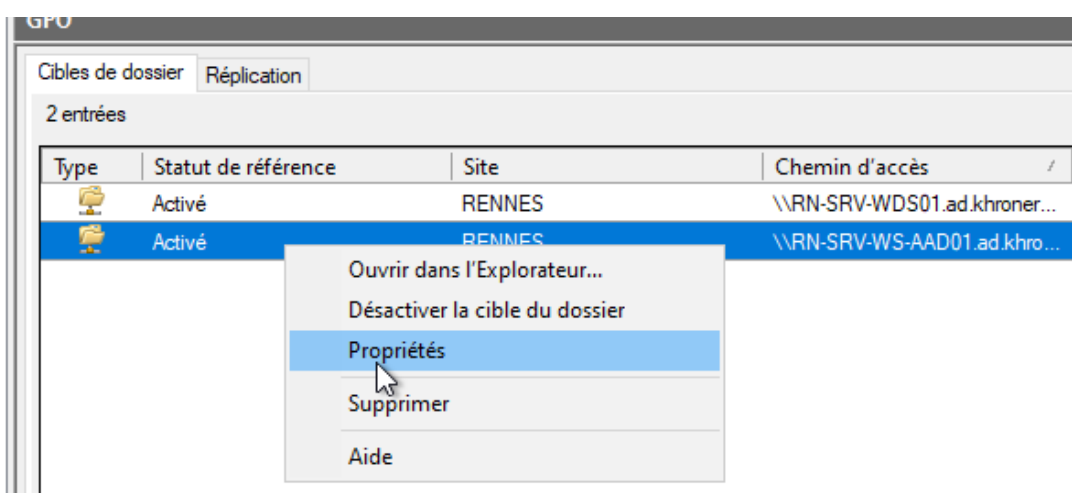 GPO
Cibles de dossier Réplication
2 entrées
Type Statut de référence Site Chemin d'accès
Activé RENNES \\RN-SRV-WDS01.ad.khroner...
Activé RENNES \\RN-SRV-WS-AAD01.ad.khro...
Ouvrir dans l'Explorateur...
Désactiver la cible du dossier
Propriétés
Supprimer
Aide